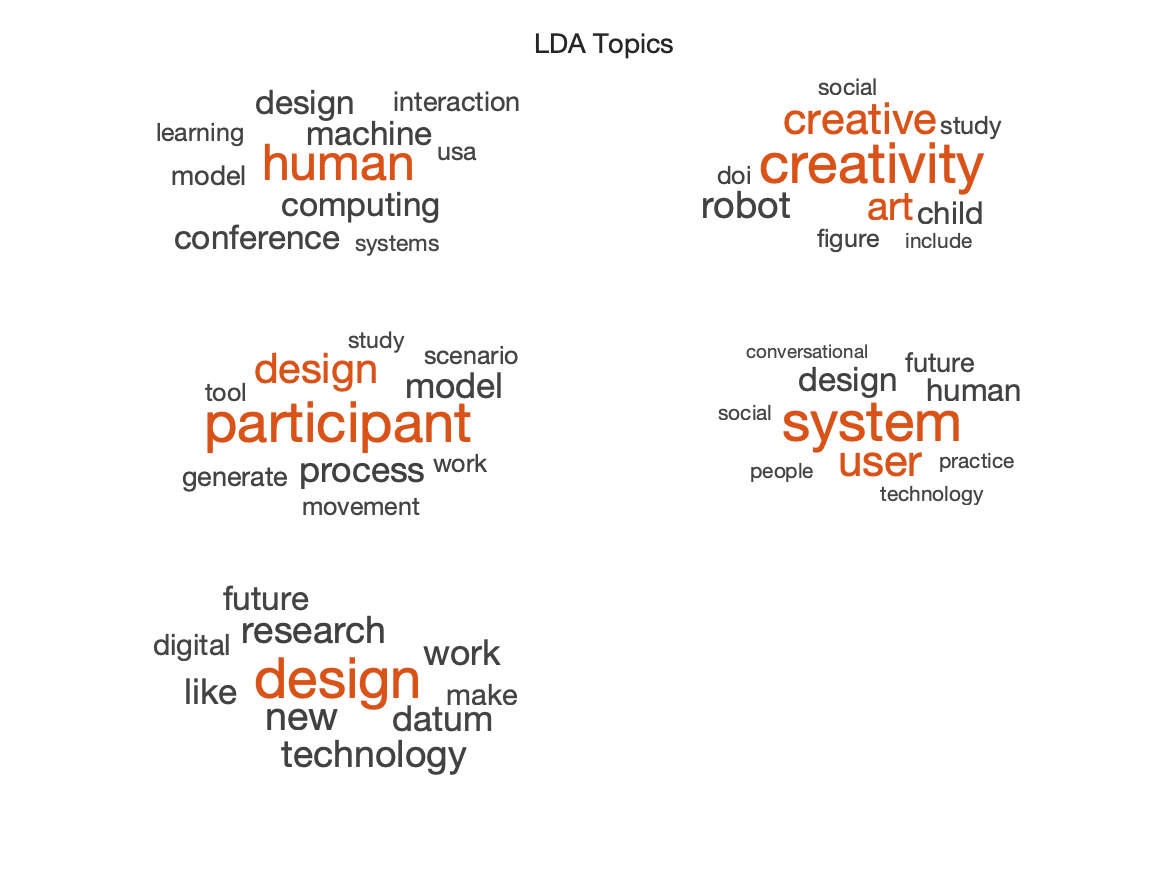 LDA Topics
design interaction
learning machine
human usa
model
computing
conference systems
social
creative study
creativity
doi
robot art child
figure include
study
design scenario
tool model
participant
generate process work
movement
conversational future
design human
social system
people user practice
technology
future
digital research
work
like design make
new datum
technology